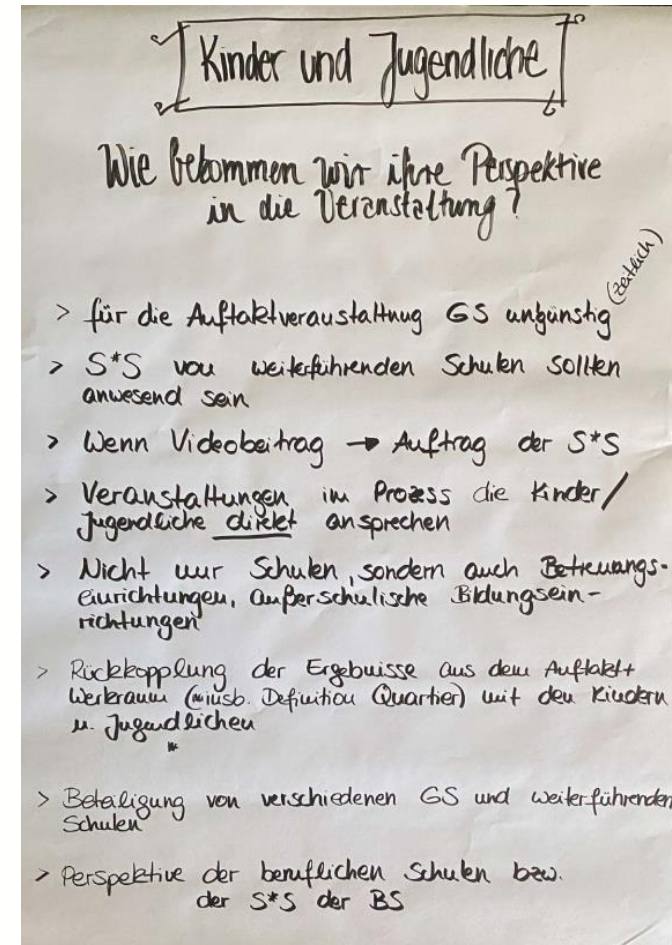 Kinder und Jugendliche
Wie bekommen wir ihre Perspektive
in die Veranstaltung?
> für die Auftaktveranstaltnug GS ungünstig (zeitlich)
> S*S von weiterführenden Schulen sollten
anwesend sein
> Wenn Videobeitrag → Auftrag der S*S
> Veranstaltungen im Prozess die Kinder/
Jugendliche direkt ansprechen
> Nicht nur Schulen, sondern auch Betreuungs-
einrichtungen, außerschulische Bildungsein-
richtungen
> Rückkopplung der Ergebnisse aus dem Auftakt+
Werkraum (insb. Definition Quartier) mit den Kindern
u. Jugendlichen
> Beteiligung von verschiedenen GS und weiterführenden
Schulen
> Perspektive der beruflichen Schulen bzw.
der S*S der BS